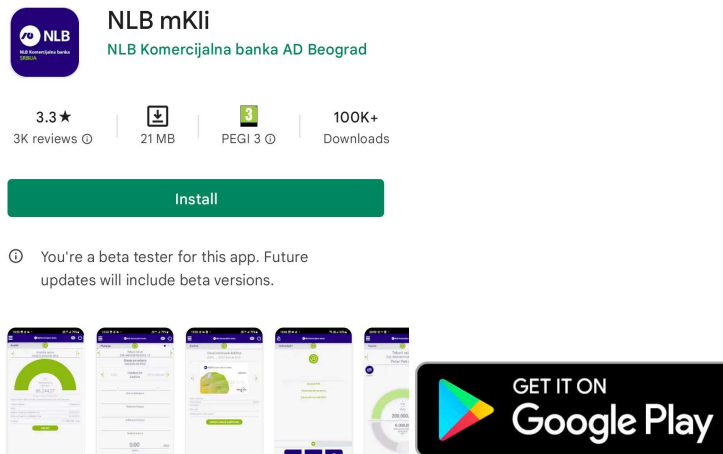 NLB mKli
NLB Komercijalna banka AD Beograd
NLB
NLB Komercijalna banka
SRBIJA
3.3★
3K reviews
21 MB
3
PEGI 3
100K+
Downloads
Install
You're a beta tester for this app. Future
updates will include beta versions.
0,00
GET IT ON
Google Play